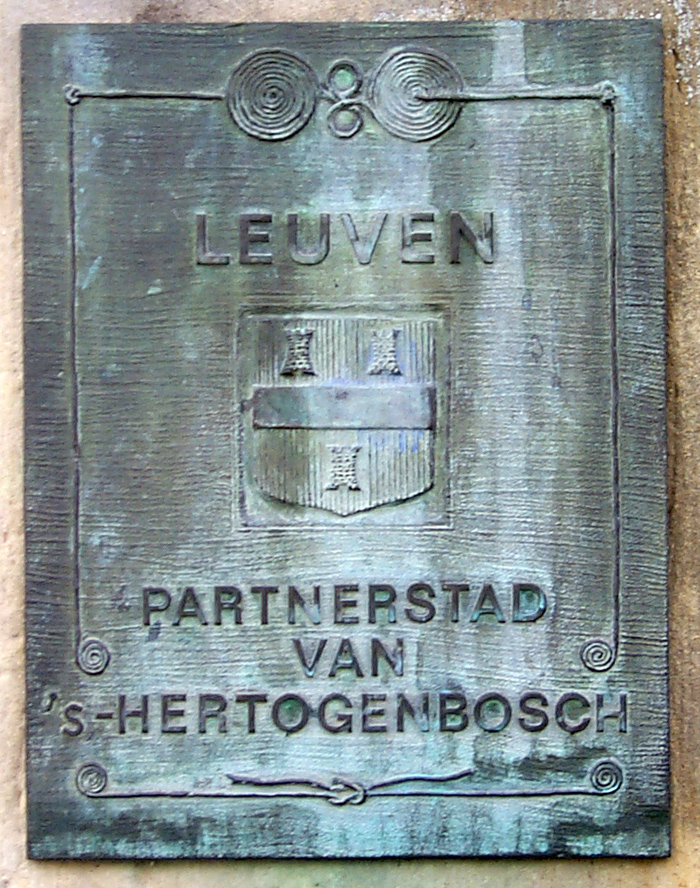 LEUVEN
PARTNERSTAD
VAN
's-HERTOGENBOSCH